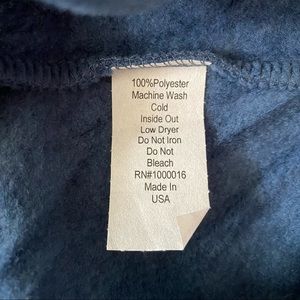 100%Polyester
Machine Wash
Cold
Inside Out
Low Dryer
Do Not Iron
Do Not
Bleach
RN#1000016
Made In
USA